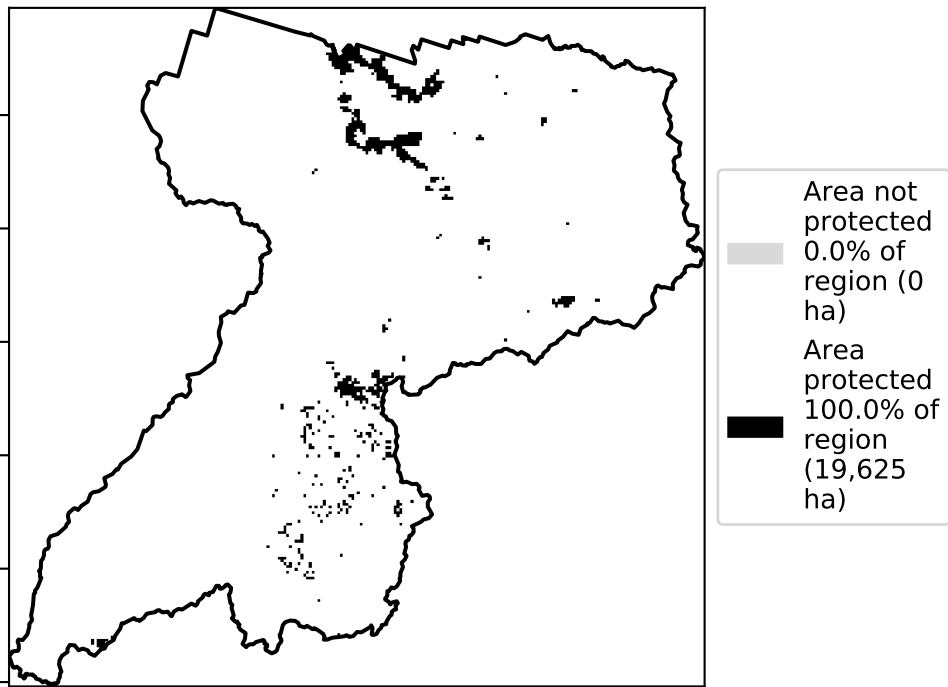 Area not
protected
0.0% of
region (0
ha)
Area
protected
100.0% of
region
(19,625
ha)